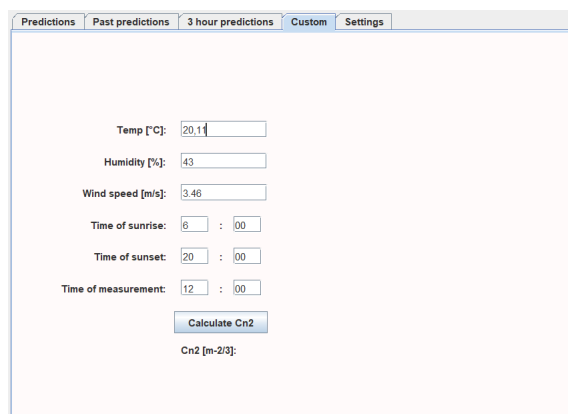 Predictions Past predictions 3 hour predictions Custom Settings
Temp [°C]: 20,11
Humidity [%]: 43
Wind speed [m/s]: 3.46
Time of sunrise: 6 : 00
Time of sunset: 20 : 00
Time of measurement: 12 : 00
Calculate Cn2
Cn2 [m-2/3]: